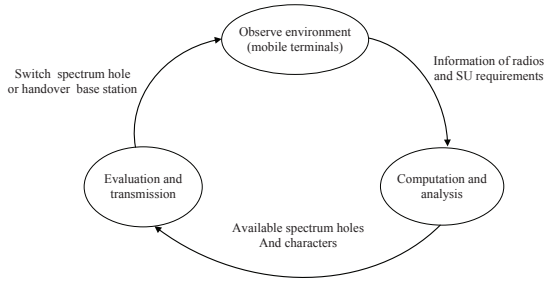 Observe environment
(mobile terminals)
Switch spectrum hole
or handover base station
Information of radios
and SU requirements
Evaluation and
transmission
Computation and
analysis
Available spectrum holes
And characters